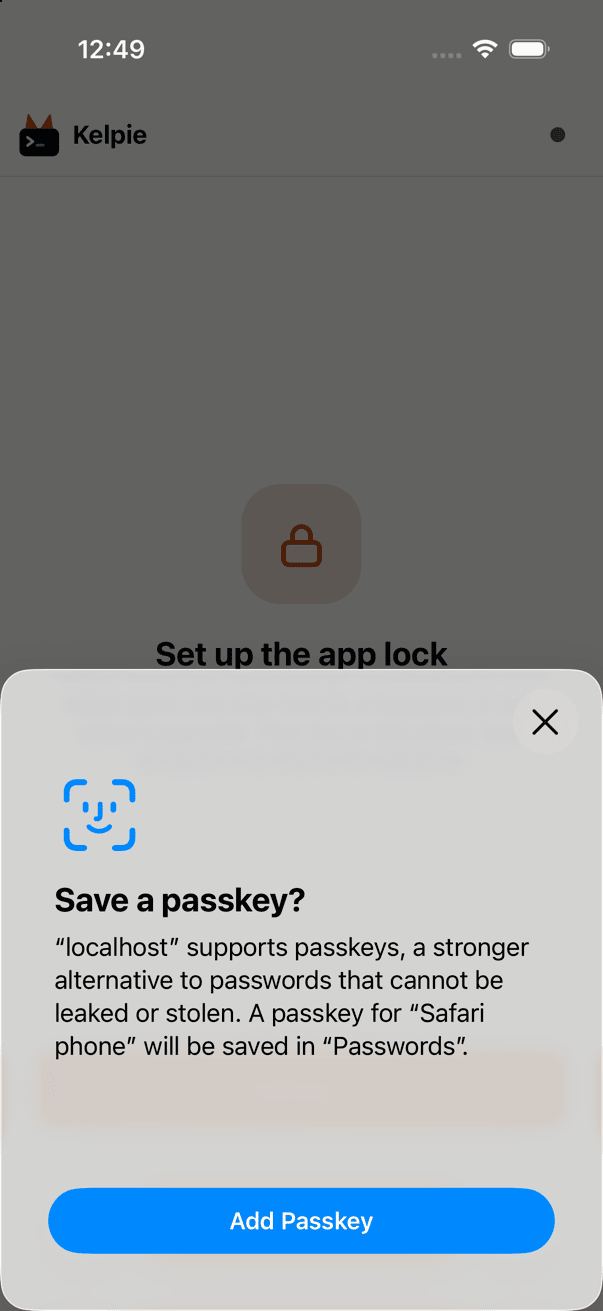 12:49
Kelpie
Set up the app lock
Save a passkey?
“localhost” supports passkeys, a stronger
alternative to passwords that cannot be
leaked or stolen. A passkey for “Safari
phone” will be saved in “Passwords”.
Add Passkey